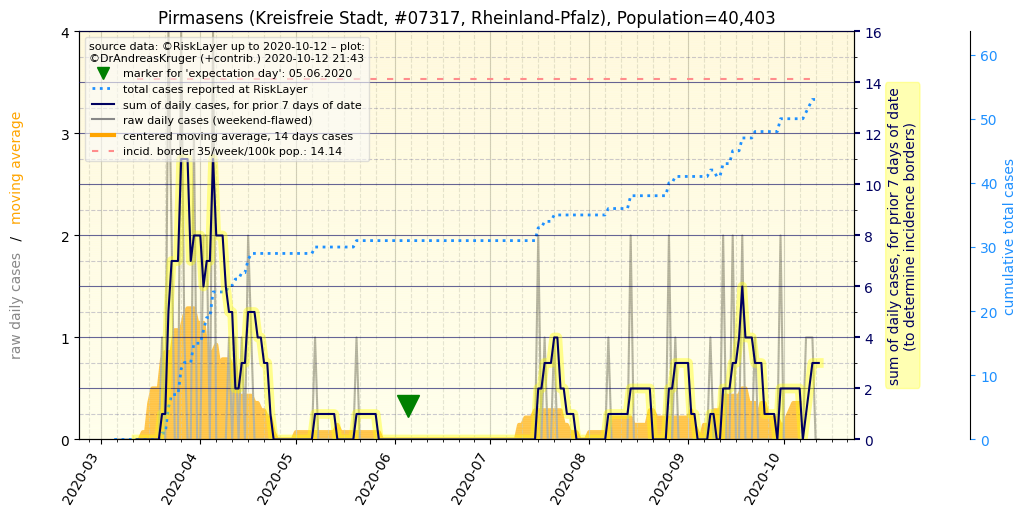 Pirmasens (Kreisfreie Stadt, #07317, Rheinland-Pfalz), Population=40,403
source data: ©RiskLayer up to 2020-10-12 – plot:
©DrAndreasKruger (+contrib.) 2020-10-12 21:43
marker for 'expectation day': 05.06.2020
total cases reported at RiskLayer
sum of daily cases, for prior 7 days of date
raw daily cases (weekend-flawed)
centered moving average, 14 days cases
incid. border 35/week/100k pop.: 14.14
raw daily cases / moving average
4
3
2
1
0
16
14
12
10
8
6
4
2
0
sum of daily cases, for prior 7 days of date
(to determine incidence borders)
60
50
40
30
20
10
0
cumulative total cases
2020-03
2020-04
2020-05
2020-06
2020-07
2020-08
2020-09
2020-10